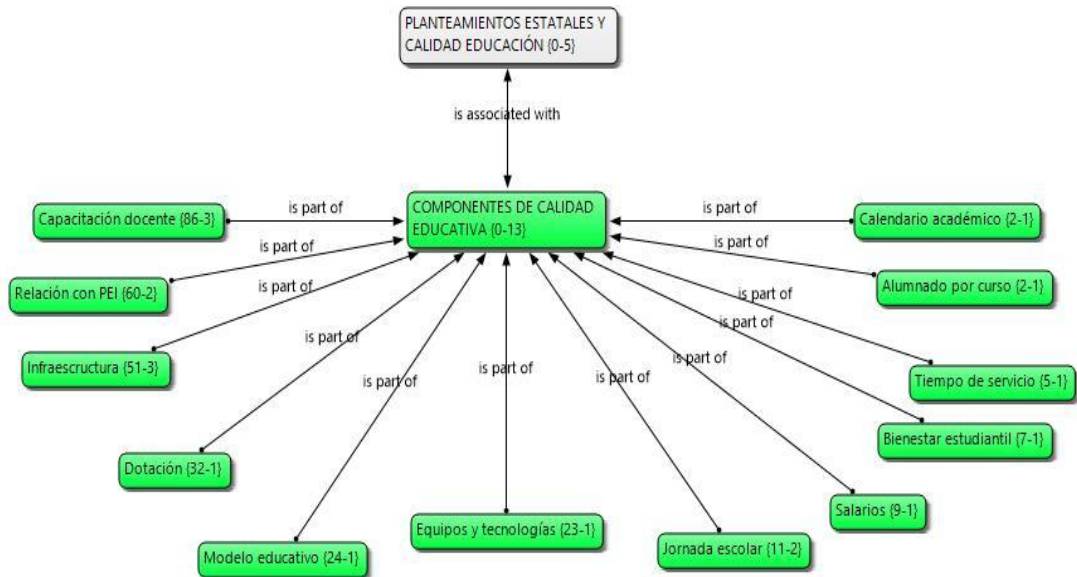 PLANTEAMIENTOS ESTATALES Y
CALIDAD EDUCACIÓN {0-5}
is associated with
COMPONENTES DE CALIDAD
EDUCATIVA {0-13}
Capacitación docente {86-3}
is part of
is part of
Calendario académico {2-1}
Relación con PEI {60-2}
is part of
is part of
Alumnado por curso {2-1}
Infraescructura {51-3}
is part of
is part of
Tiempo de servicio {5-1}
is part of
is part of
Bienestar estudiantil {7-1}
Dotación {32-1}
is part of
is part of
is part of
Salarios {9-1}
Modelo educativo {24-1}
Equipos y tecnologías {23-1}
Jornada escolar {11-2}